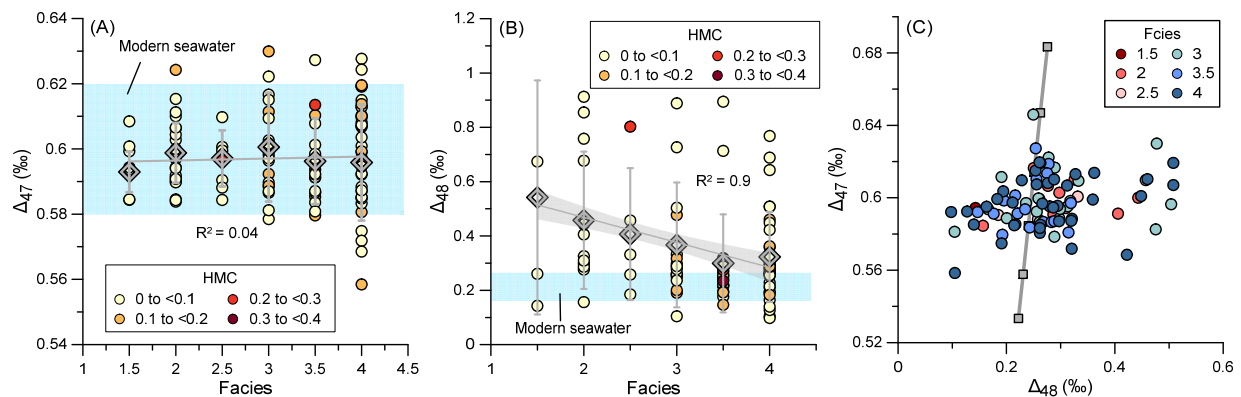 (A)
Modern seawater
0.64
0.62
0.6
0.58
0.56
0.54
Δ47
(‰)
R² = 0.04
HMC
0 to <0.1
0.2 to <0.3
0.1 to <0.2
0.3 to <0.4
1 1.5 2 2.5 3 3.5 4 4.5
Facies
(B)
1.2
1
0.8
0.6
0.4
0.2
0
Δ48
(‰)
HMC
0 to <0.1
0.2 to <0.3
0.1 to <0.2
0.3 to <0.4
R² = 0.9
Modern seawater
1 2 3 4
Facies
(C)
0.68
0.64
0.6
0.56
0.52
Δ47
(‰)
Fcies
1.5 3
2 3.5
2.5 4
0 0.2 0.4 0.6
Δ48 (‰)